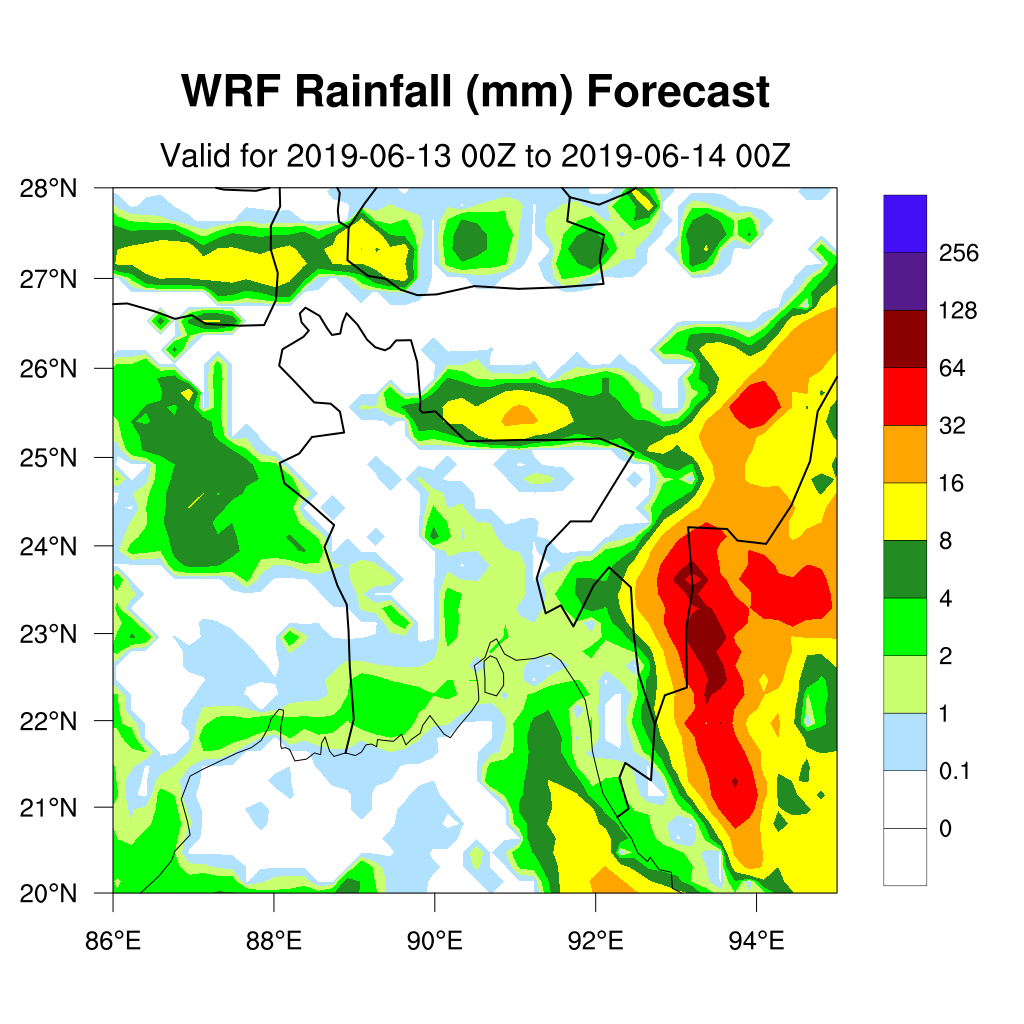 WRF Rainfall (mm) Forecast
Valid for 2019-06-13 00Z to 2019-06-14 00Z
28°N
27°N
26°N
25°N
24°N
23°N
22°N
21°N
20°N
86°E 88°E 90°E 92°E 94°E
256
128
64
32
16
8
4
2
1
0.1
0